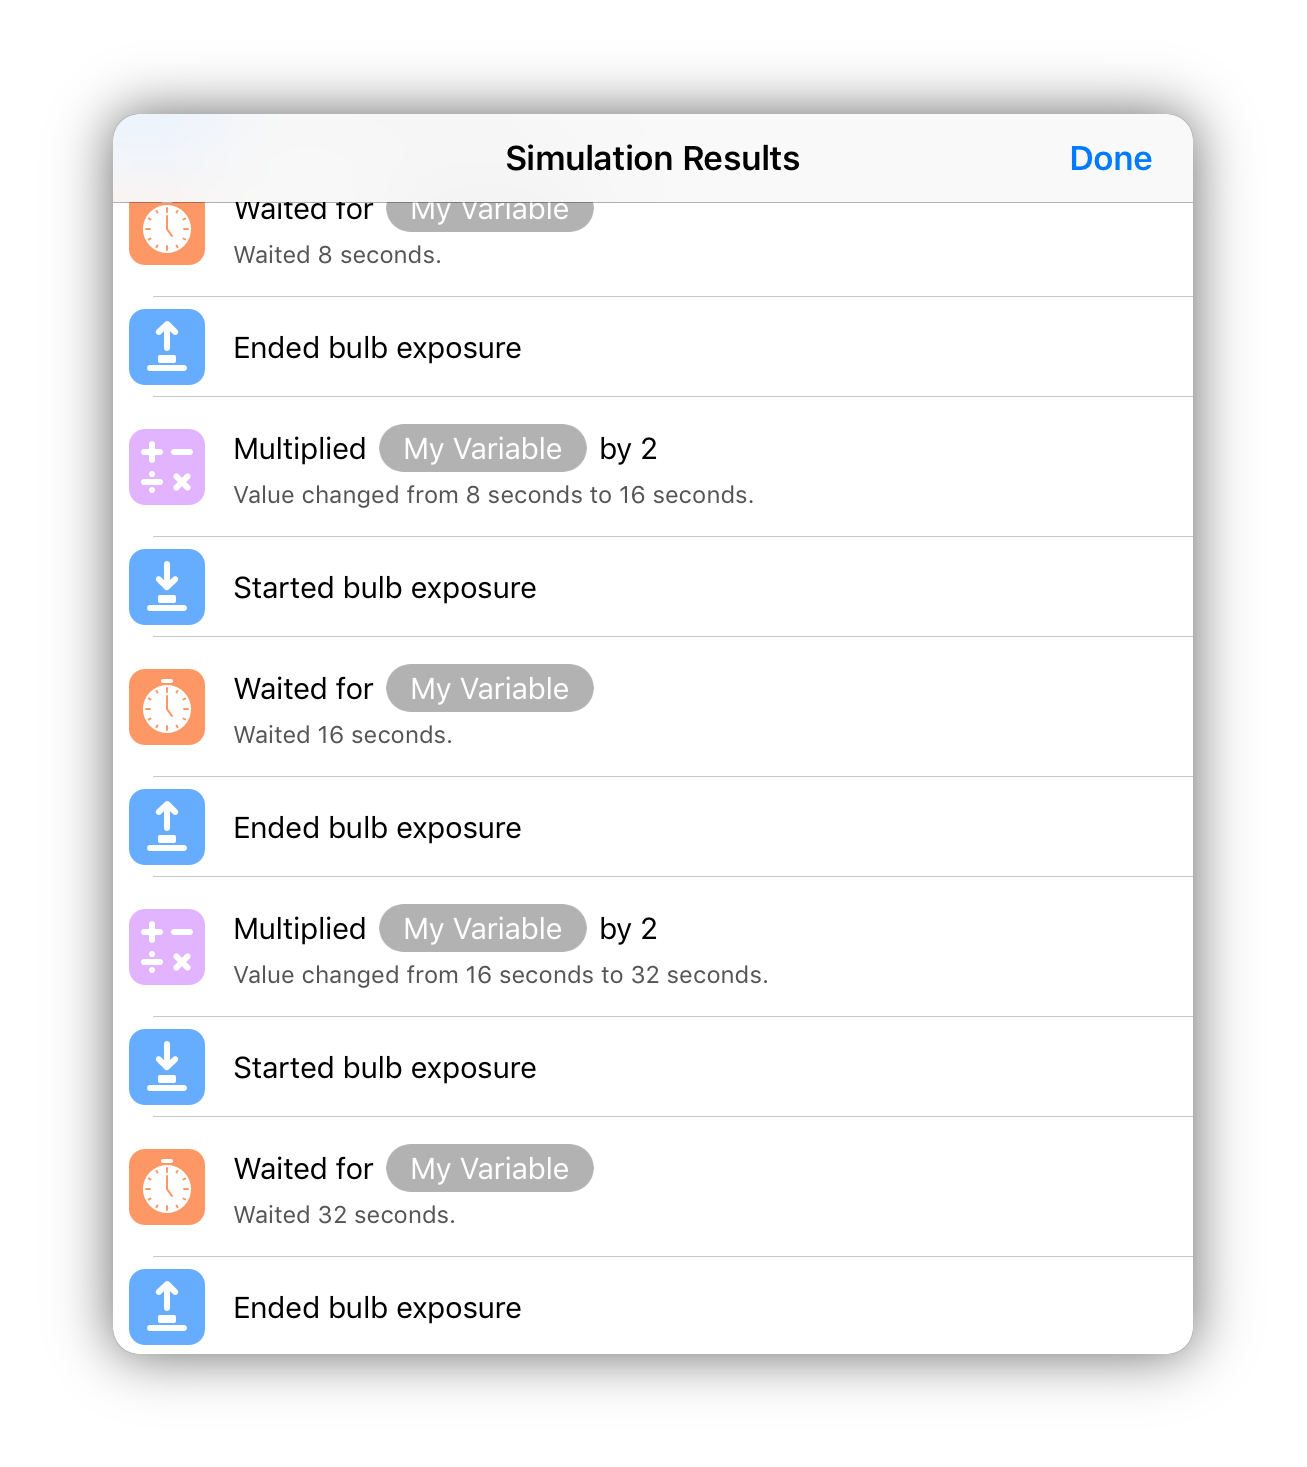 Simulation Results
Done
Waited for My Variable
Waited 8 seconds.
Ended bulb exposure
Multiplied My Variable by 2
Value changed from 8 seconds to 16 seconds.
Started bulb exposure
Waited for My Variable
Waited 16 seconds.
Ended bulb exposure
Multiplied My Variable by 2
Value changed from 16 seconds to 32 seconds.
Started bulb exposure
Waited for My Variable
Waited 32 seconds.
Ended bulb exposure